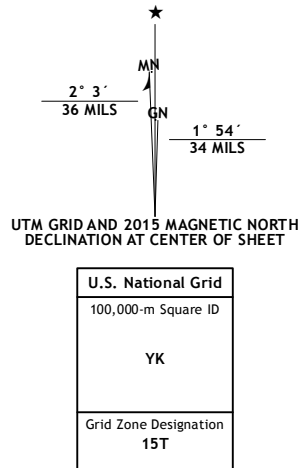 MN
2° 3´
36 MILS
GN
1° 54´
34 MILS
UTM GRID AND 2015 MAGNETIC NORTH
DECLINATION AT CENTER OF SHEET
U.S. National Grid
100,000-m Square ID
YK
Grid Zone Designation
15T